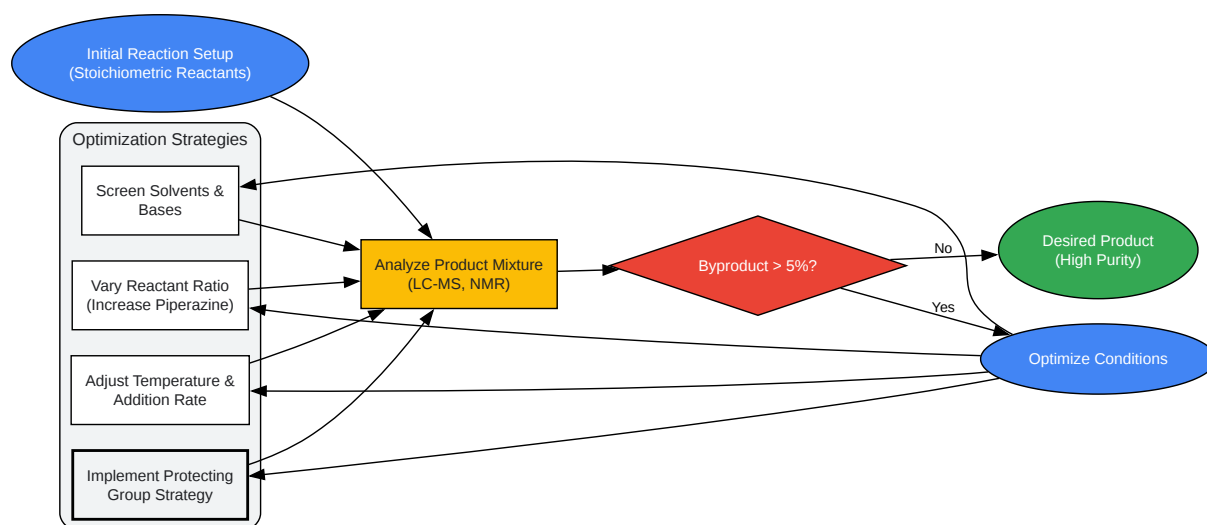 Initial Reaction Setup
(Stoichiometric Reactants)
Optimization Strategies
Screen Solvents &
Bases
Vary Reactant Ratio
(Increase Piperazine)
Adjust Temperature &
Addition Rate
Implement Protecting
Group Strategy
Analyze Product Mixture
(LC-MS, NMR)
Byproduct > 5%?
No
Yes
Desired Product
(High Purity)
Optimize Conditions